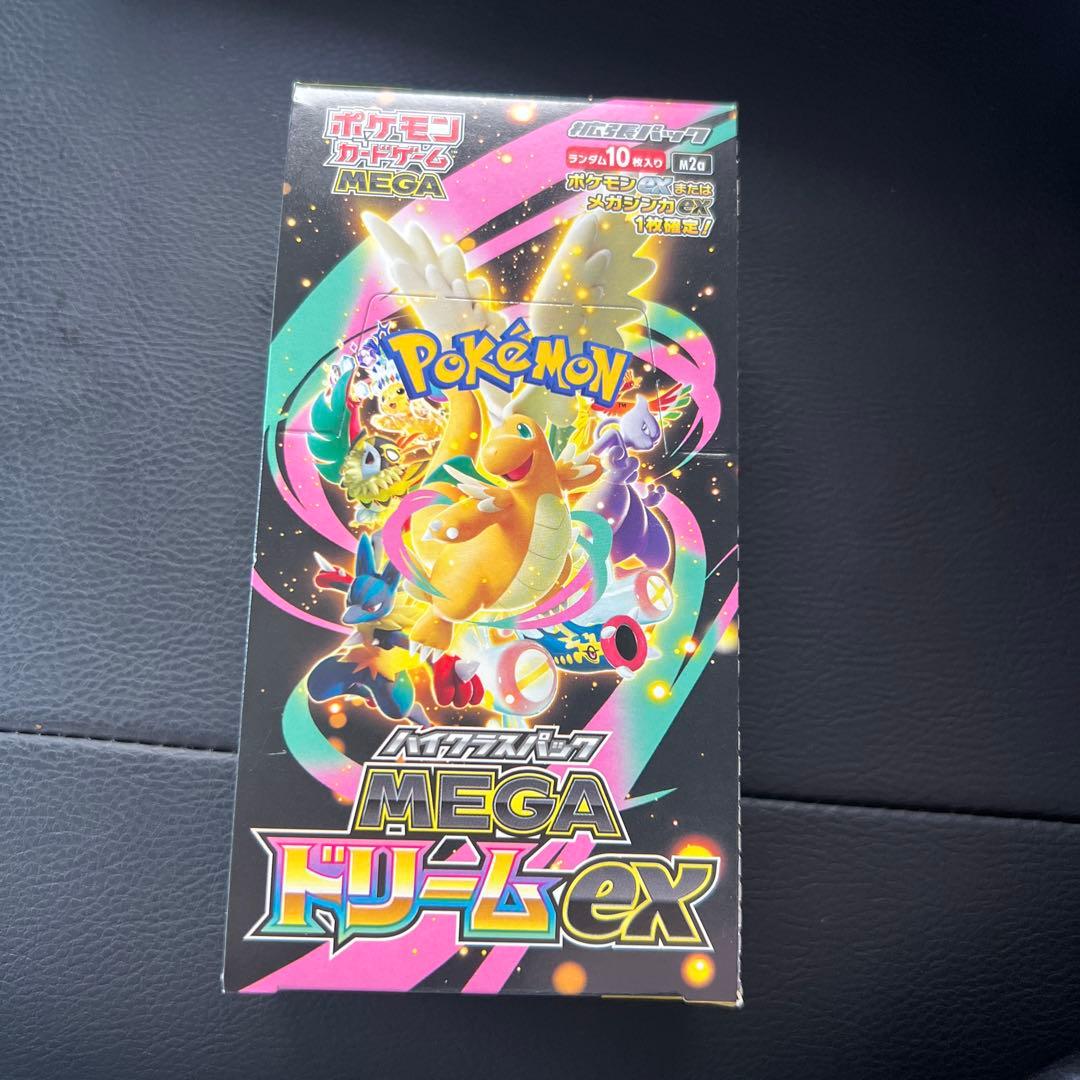 ポケモン
カードゲーム
MEGA
拡張パック
ランダム10枚入り M2a
ポケモンexまたは
メガシンカex
1枚確定!
POKéMON
TM
ハイクラスパック
MEGA
ドリームex